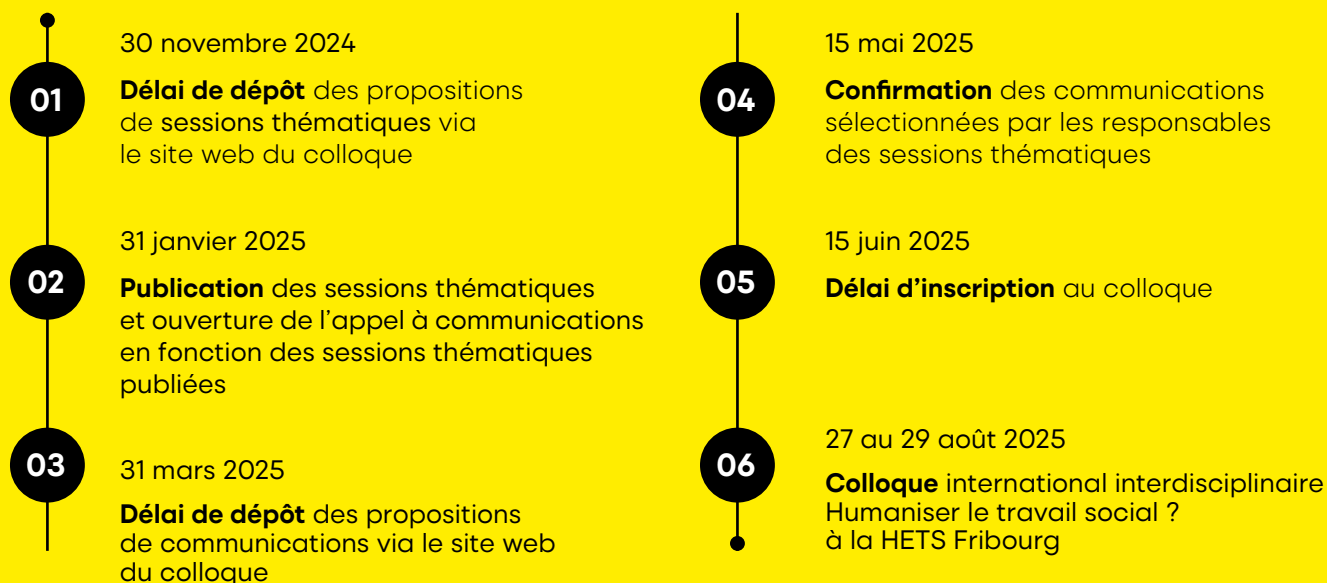 01
30 novembre 2024
Délai de dépôt des propositions
de sessions thématiques via
le site web du colloque
02
31 janvier 2025
Publication des sessions thématiques
et ouverture de l’appel à communications
en fonction des sessions thématiques
publiées
03
31 mars 2025
Délai de dépôt des propositions
de communications via le site web
du colloque
04
15 mai 2025
Confirmation des communications
sélectionnées par les responsables
des sessions thématiques
05
15 juin 2025
Délai d’inscription au colloque
06
27 au 29 août 2025
Colloque international interdisciplinaire
Humaniser le travail social ?
à la HETS Fribourg